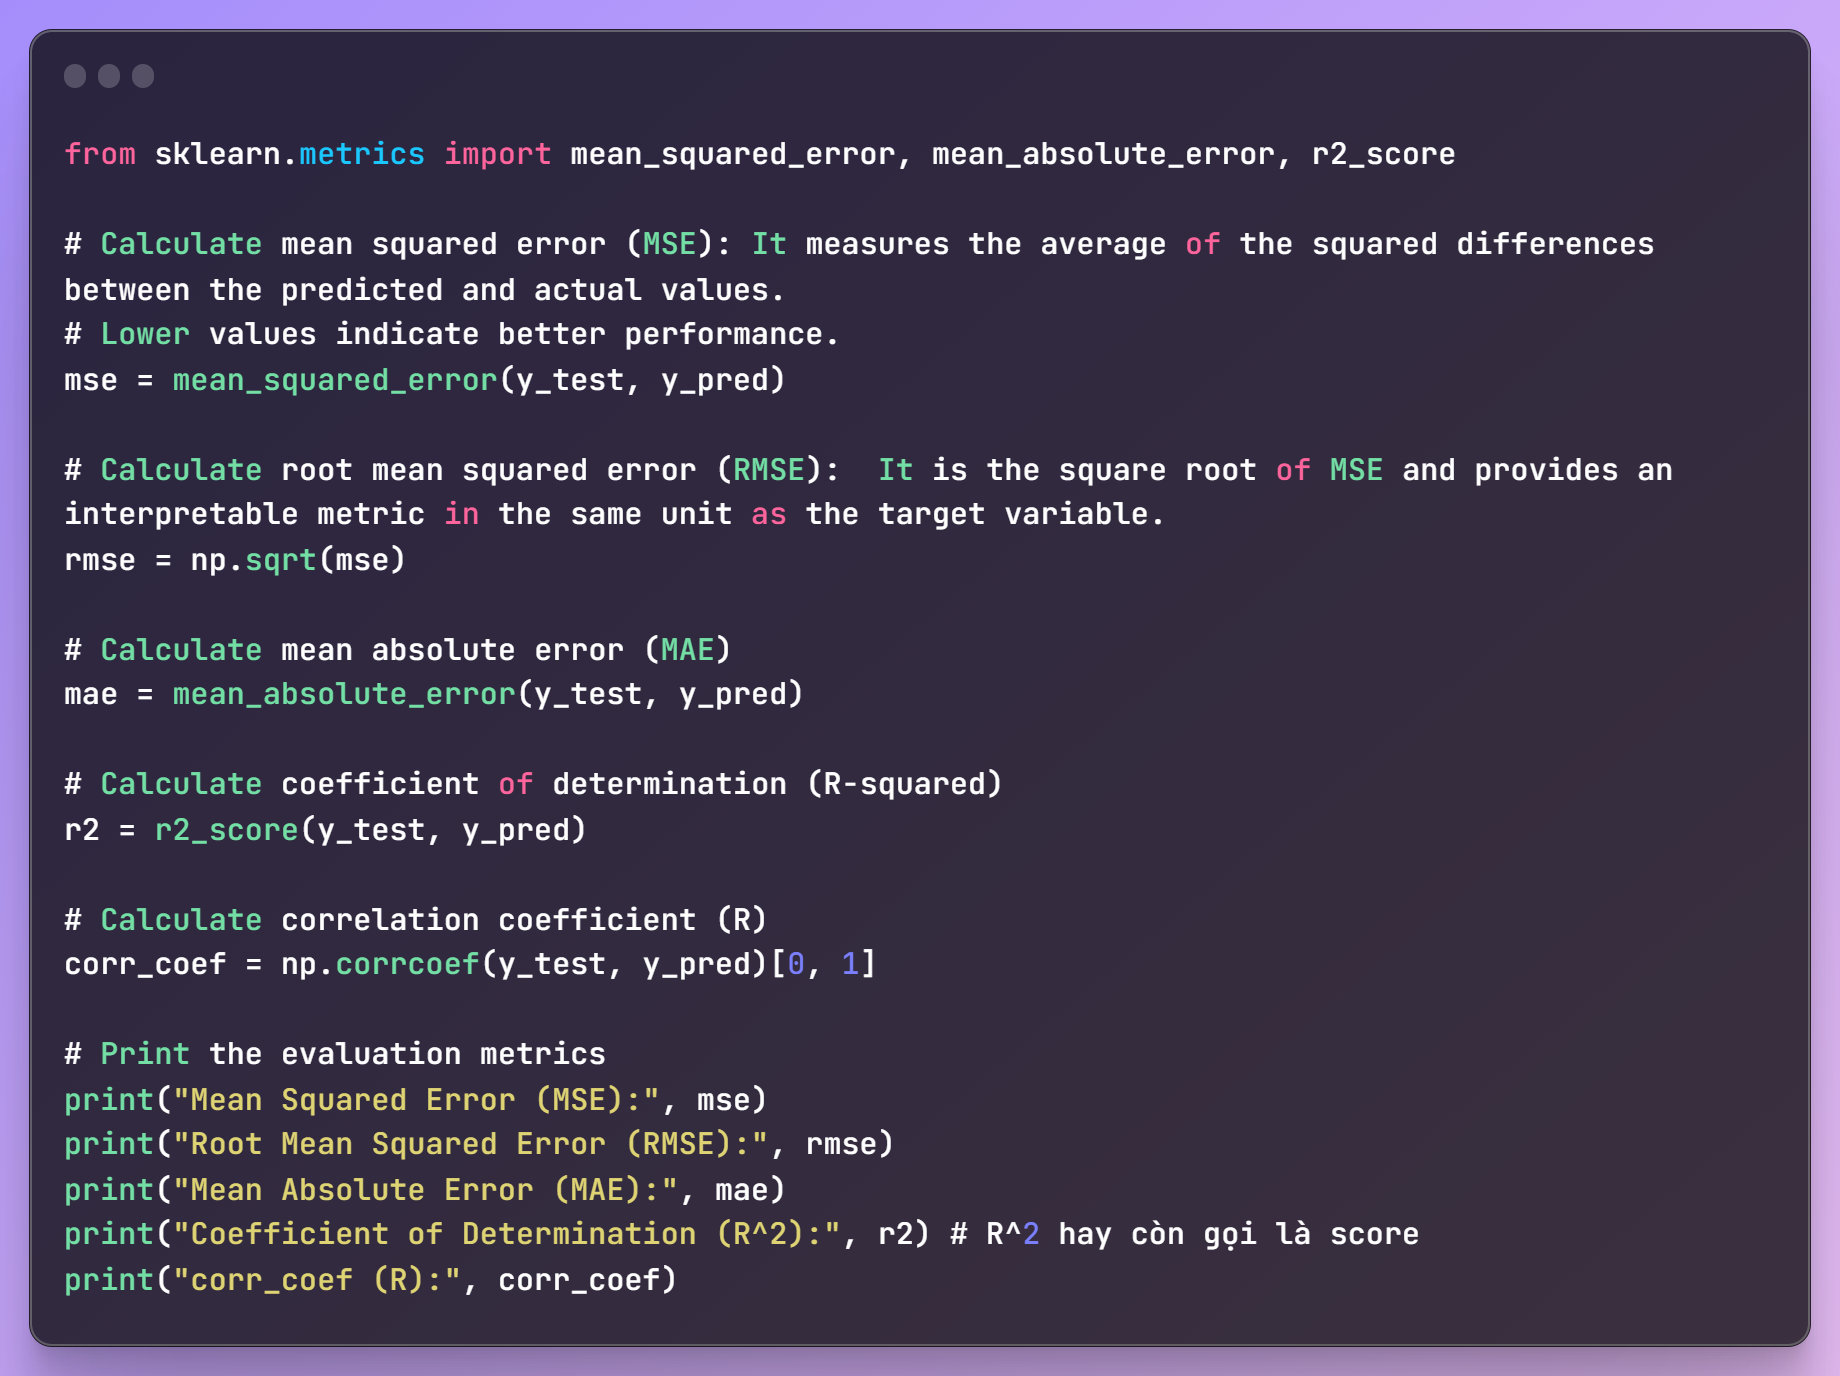 from sklearn.metrics import mean_squared_error, mean_absolute_error, r2_score
# Calculate mean squared error (MSE): It measures the average of the squared differences
between the predicted and actual values.
# Lower values indicate better performance.
mse = mean_squared_error(y_test, y_pred)
# Calculate root mean squared error (RMSE):  It is the square root of MSE and provides an
interpretable metric in the same unit as the target variable.
rmse = np.sqrt(mse)
# Calculate mean absolute error (MAE)
mae = mean_absolute_error(y_test, y_pred)
# Calculate coefficient of determination (R-squared)
r2 = r2_score(y_test, y_pred)
# Calculate correlation coefficient (R)
corr_coef = np.corrcoef(y_test, y_pred)[0, 1]
# Print the evaluation metrics
print("Mean Squared Error (MSE):", mse)
print("Root Mean Squared Error (RMSE):", rmse)
print("Mean Absolute Error (MAE):", mae)
print("Coefficient of Determination (R^2):", r2) # R^2 hay còn gọi là score
print("corr_coef (R):", corr_coef)